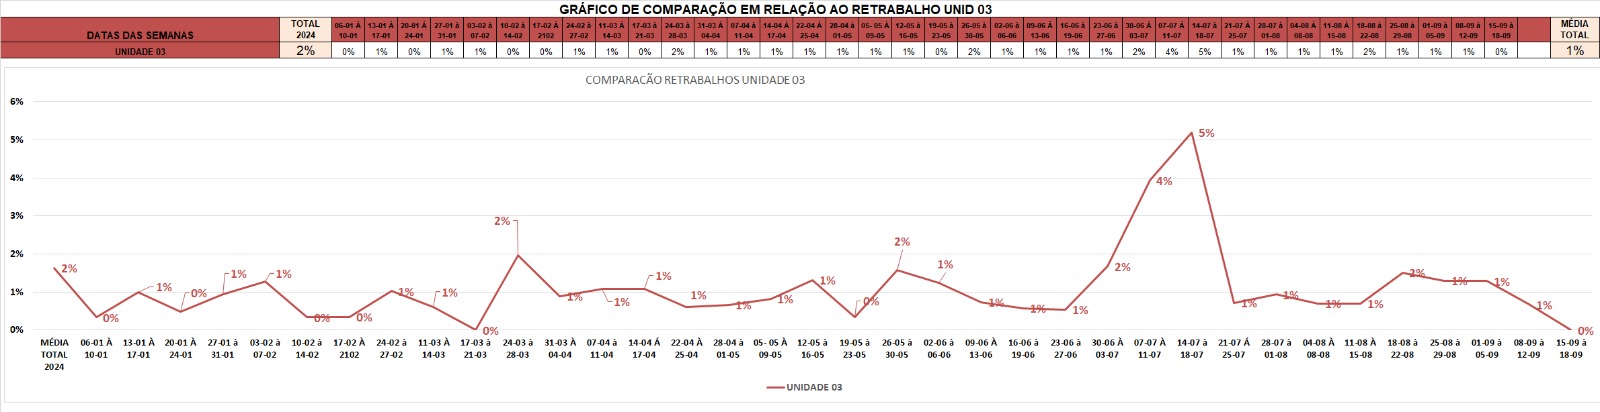 GRÁFICO DE COMPARAÇÃO EM RELAÇÃO AO RETRABALHO UNID 03
DATAS DAS SEMANAS TOTAL 2024 06-01 À 10-01 13-01 À 17-01 20-01 À 24-01 27-01 À 31-01 03-02 à 07-02 10-02 à 14-02 17-02 À 2102 24-02 à 27-02 11-03 à 14-03 17-03 à 21-03 24-03 à 28-03 31-03 À 04-04 07-04 à 11-04 14-04 À 17-04 22-04 À 25-04 28-04 à 01-05 05- 05 À 09-05 12-05 à 16-05 19-05 à 23-05 26-05 à 30-05 02-06 à 06-06 09-06 À 13-06 16-06 à 19-06 23-06 à 27-06 30-06 À 03-07 07-07 À 11-07 14-07 à 18-07 21-07 À 25-07 28-07 à 01-08 04-08 À 08-08 11-08 À 15-08 18-08 à 22-08 25-08 à 29-08 01-09 à 05-09 08-09 à 12-09 15-09 à 18-09 MÉDIA TOTAL
UNIDADE 03 2% 0% 1% 0% 1% 1% 0% 0% 1% 1% 0% 2% 1% 1% 1% 1% 1% 1% 1% 0% 2% 1% 1% 1% 1% 2% 4% 5% 1% 1% 1% 1% 2% 1% 1% 1% 0% 1%
COMPARACÃO RETRABALHOS UNIDADE 03
6%
5%
4%
3%
2%
1%
0%
2% 0% 1% 0% 1% 1% 0% 0% 1% 1% 0% 2% 1% 1% 1% 1% 1% 1% 1% 0% 2% 1% 1% 1% 1% 2% 4% 5% 1% 1% 1% 1% 2% 1% 1% 1% 0%
MÉDIA 06-01 À 13-01 À 20-01 À 27-01 À 03-02 à 10-02 à 17-02 À 24-02 à 11-03 à 17-03 à 24-03 à 31-03 À 07-04 à 14-04 À 22-04 À 28-04 à 05- 05 À 12-05 à 19-05 à 26-05 à 02-06 à 09-06 À 16-06 à 23-06 à 30-06 À 07-07 À 14-07 à 21-07 À 28-07 à 04-08 À 11-08 À 18-08 à 25-08 à 01-09 à 08-09 à 15-09 à
TOTAL 10-01 17-01 24-01 31-01 07-02 14-02 2102 27-02 14-03 21-03 28-03 04-04 11-04 17-04 25-04 01-05 09-05 16-05 23-05 30-05 06-06 13-06 19-06 27-06 03-07 11-07 18-07 25-07 01-08 08-08 15-08 22-08 29-08 05-09 12-09 18-09
2024
UNIDADE 03